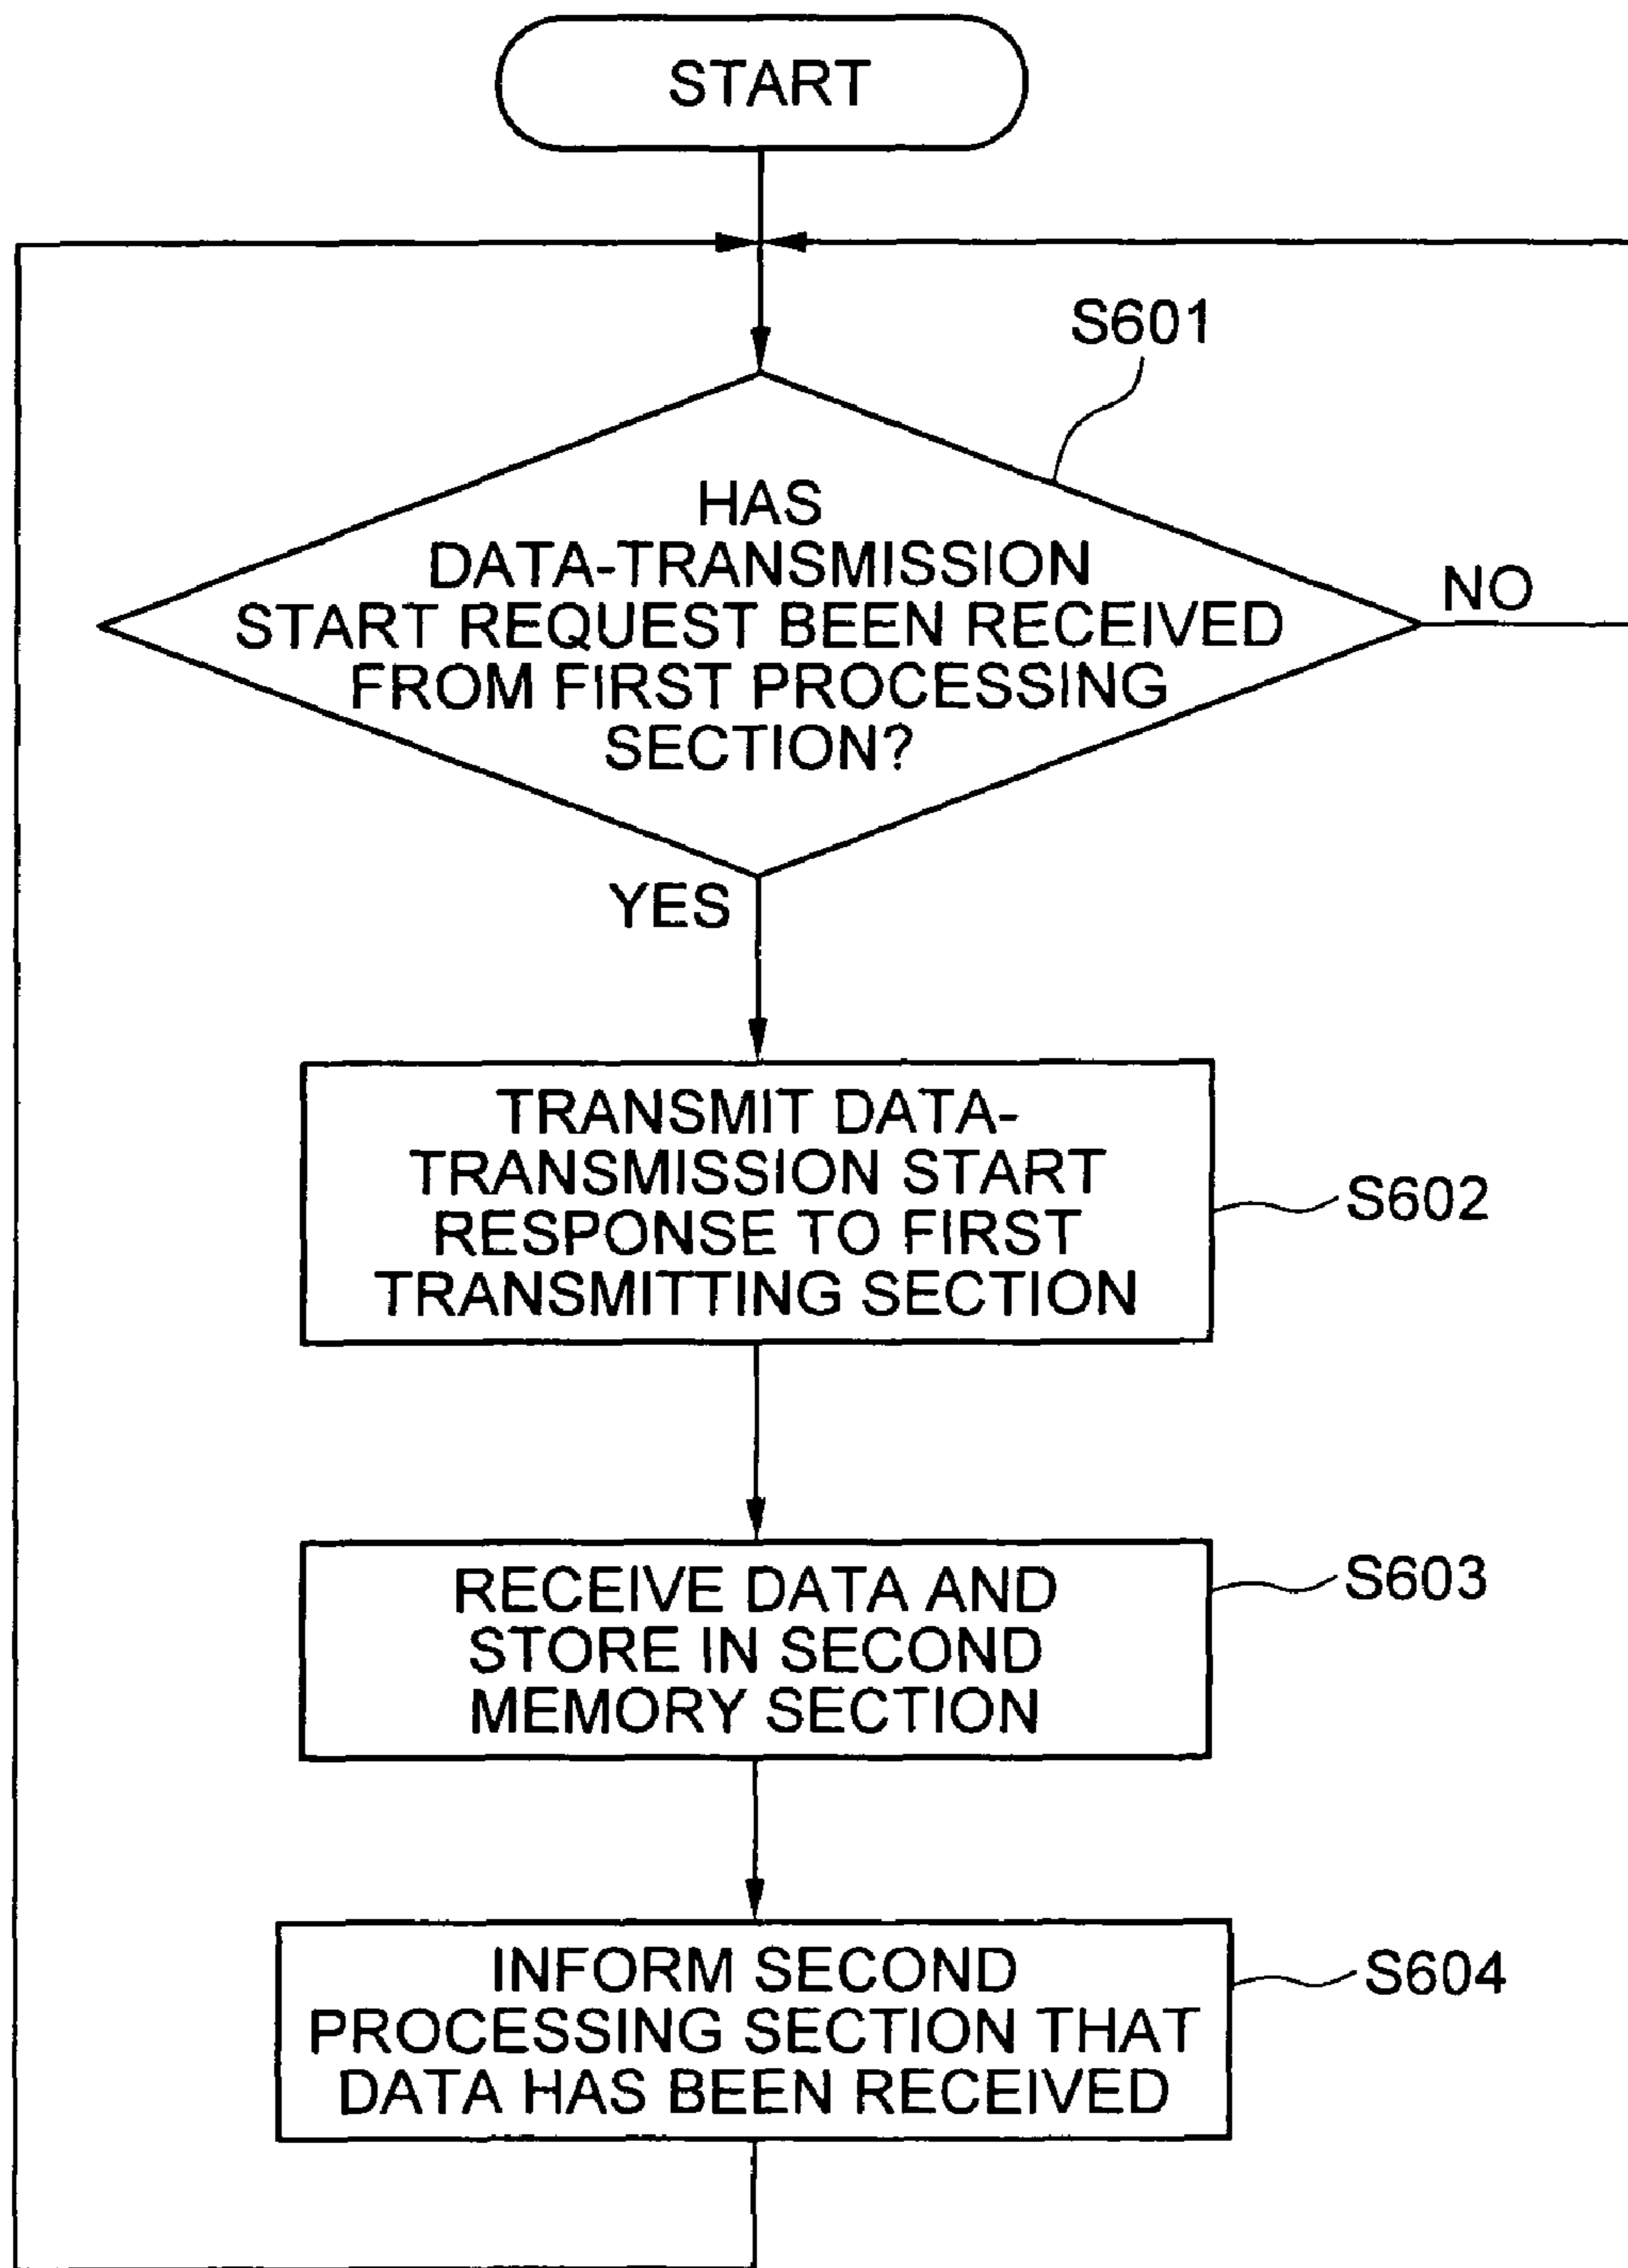 START
S601
HAS
DATA-TRANSMISSION
START REQUEST BEEN RECEIVED
FROM FIRST PROCESSING
SECTION?
NO
YES
TRANSMIT DATA-
TRANSMISSION START
RESPONSE TO FIRST
TRANSMITTING SECTION
S602
RECEIVE DATA AND
STORE IN SECOND
MEMORY SECTION
S603
INFORM SECOND
PROCESSING SECTION THAT
DATA HAS BEEN RECEIVED
S604